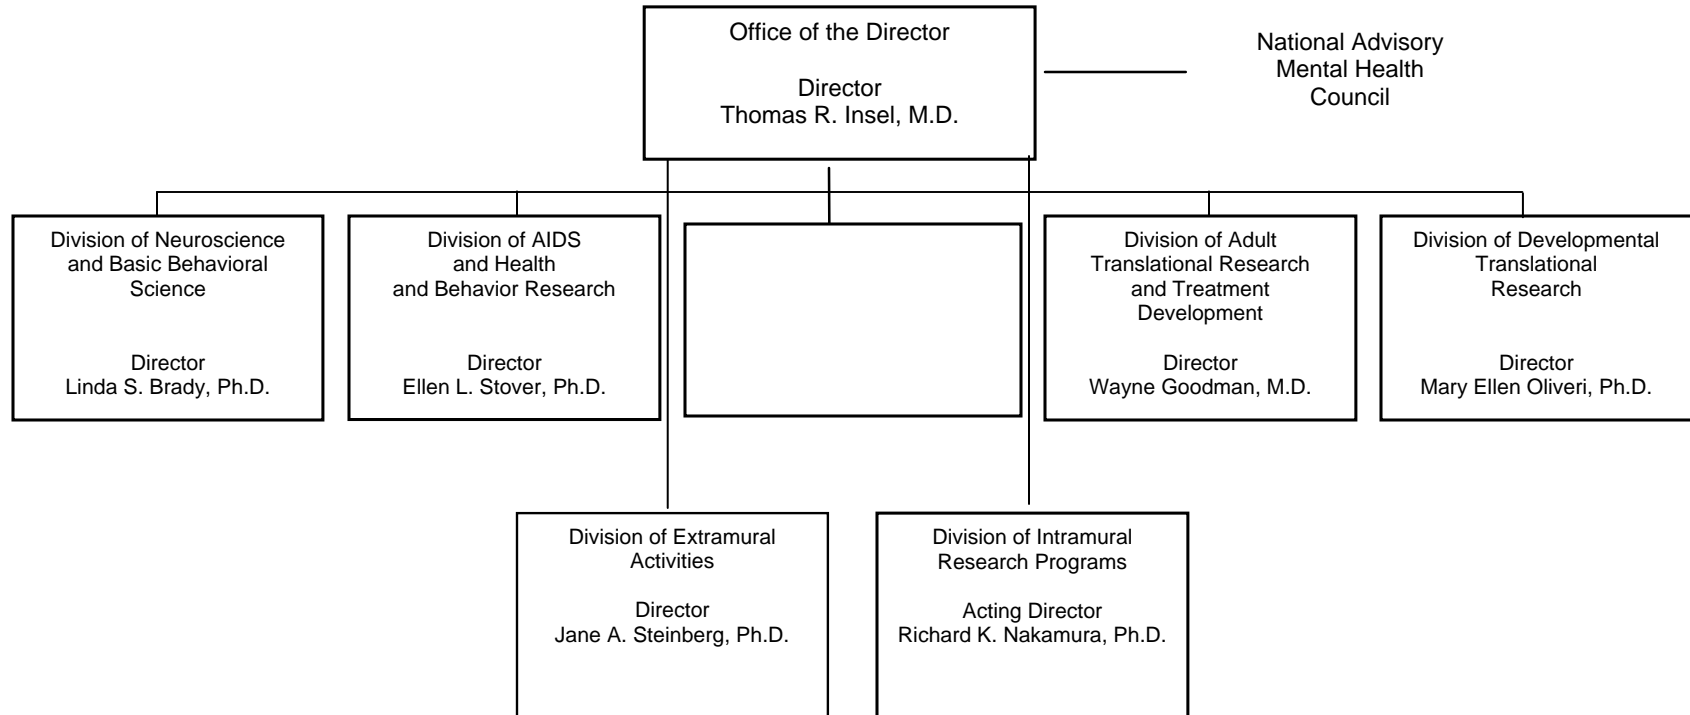 Office of the Director
Director
Thomas R. Insel, M.D.
National Advisory
Mental Health
Council
Division of Neuroscience
and Basic Behavioral
Science
Director
Linda S. Brady, Ph.D.
Division of AIDS
and Health
and Behavior Research
Director
Ellen L. Stover, Ph.D.
Division of Adult
Translational Research
and Treatment
Development
Director
Wayne Goodman, M.D.
Division of Developmental
Translational
Research
Director
Mary Ellen Oliveri, Ph.D.
Division of Extramural
Activities
Director
Jane A. Steinberg, Ph.D.
Division of Intramural
Research Programs
Acting Director
Richard K. Nakamura, Ph.D.